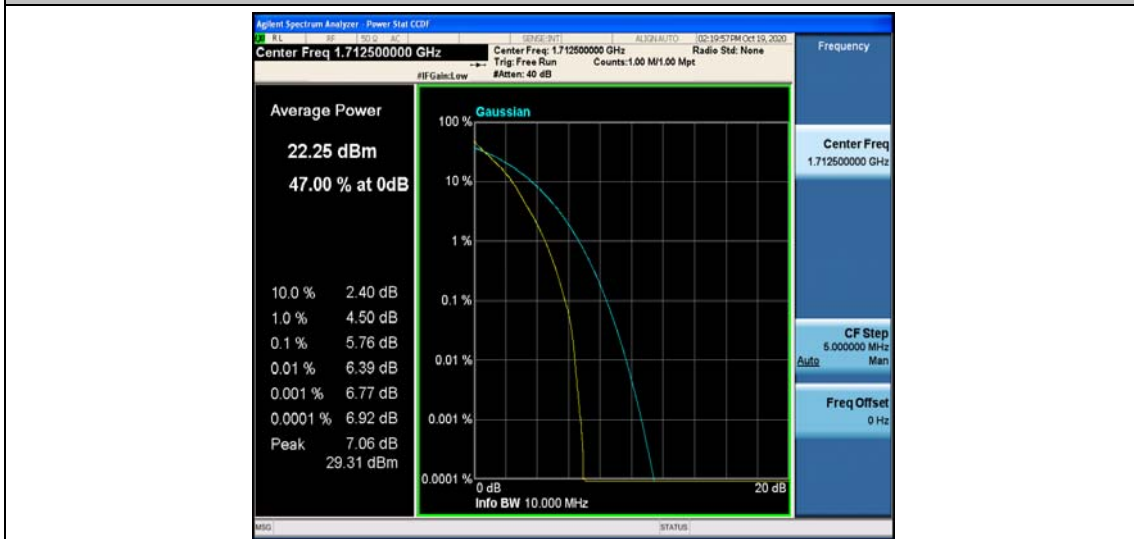 Agilent Spectrum Analyzer - Power Stat CCDF
RL RF 50 Ω AC SENSE:INT ALIGN AUTO 02:19:57 PM Oct 19, 2020
Center Freq 1.712500000 GHz
Center Freq: 1.712500000 GHz Radio Std: None
Trig: Free Run Counts:1.00 M/1.00 Mpt
#IFGain:Low #Atten: 40 dB
Frequency
Average Power
22.25 dBm
47.00 % at 0dB
10.0 % 2.40 dB
1.0 % 4.50 dB
0.1 % 5.76 dB
0.01 % 6.39 dB
0.001 % 6.77 dB
0.0001 % 6.92 dB
Peak 7.06 dB
29.31 dBm
Gaussian
100 %
10 %
1 %
0.1 %
0.01 %
0.001 %
0.0001 %
0 dB 20 dB
Info BW 10.000 MHz
Center Freq
1.712500000 GHz
CF Step
5.000000 MHz
Auto Man
Freq Offset
0 Hz
MSG STATUS